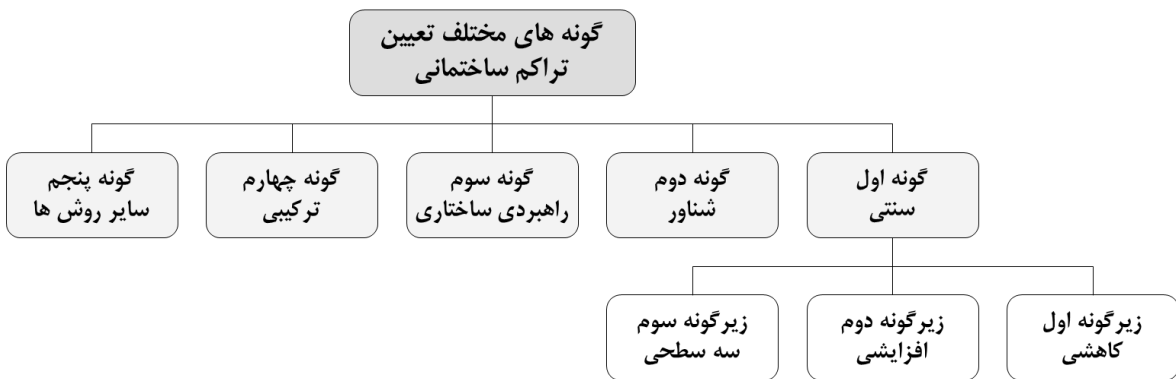 گونه های مختلف تعیین
تراکم ساختمانی
گونه اول
سنتی
گونه دوم
شناور
گونه سوم
راهبردی ساختاری
گونه چهارم
ترکیبی
گونه پنجم
سایر روش ها
زیرگونه اول
کاهشی
زیرگونه دوم
افزایشی
زیرگونه سوم
سه سطحی